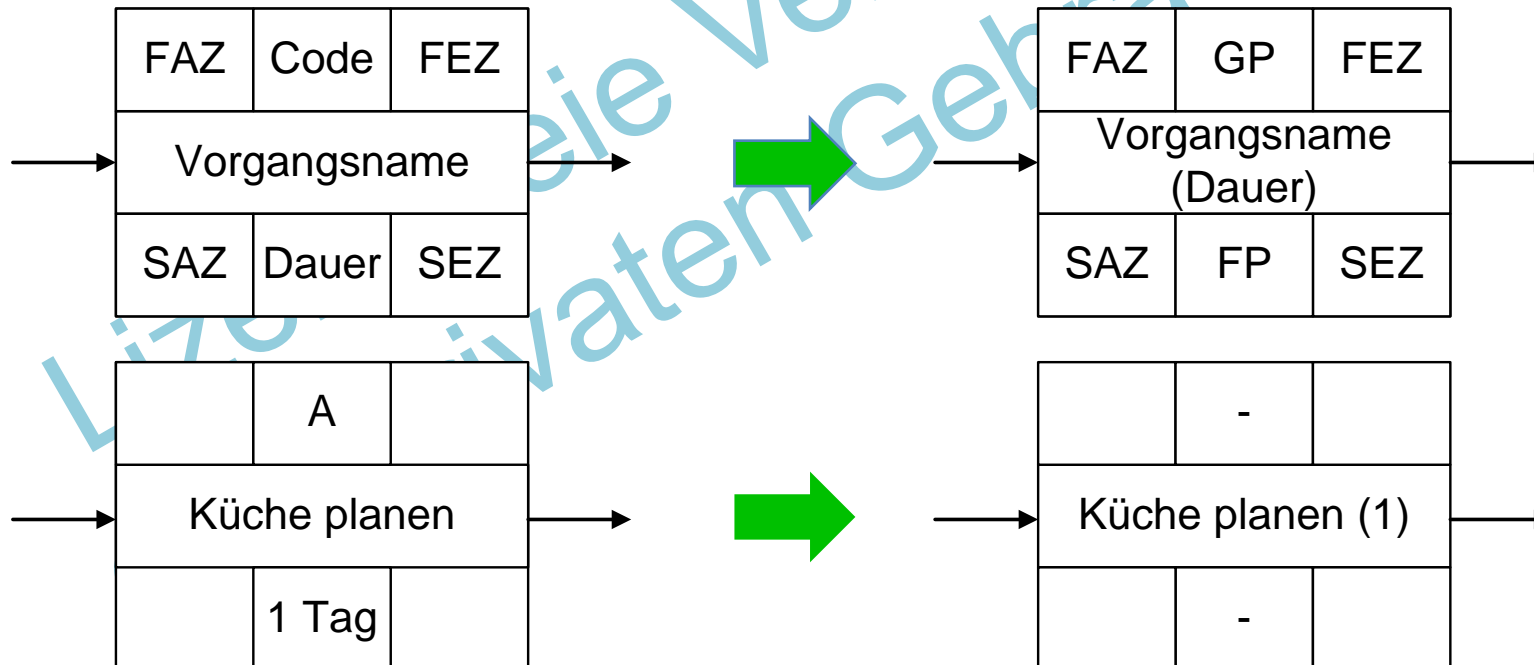 FAZ Code FEZ
Vorgangsname
SAZ Dauer SEZ
FAZ GP FEZ
Vorgangsname
(Dauer)
SAZ FP SEZ
A
Küche planen
1 Tag
-
Küche planen (1)
-